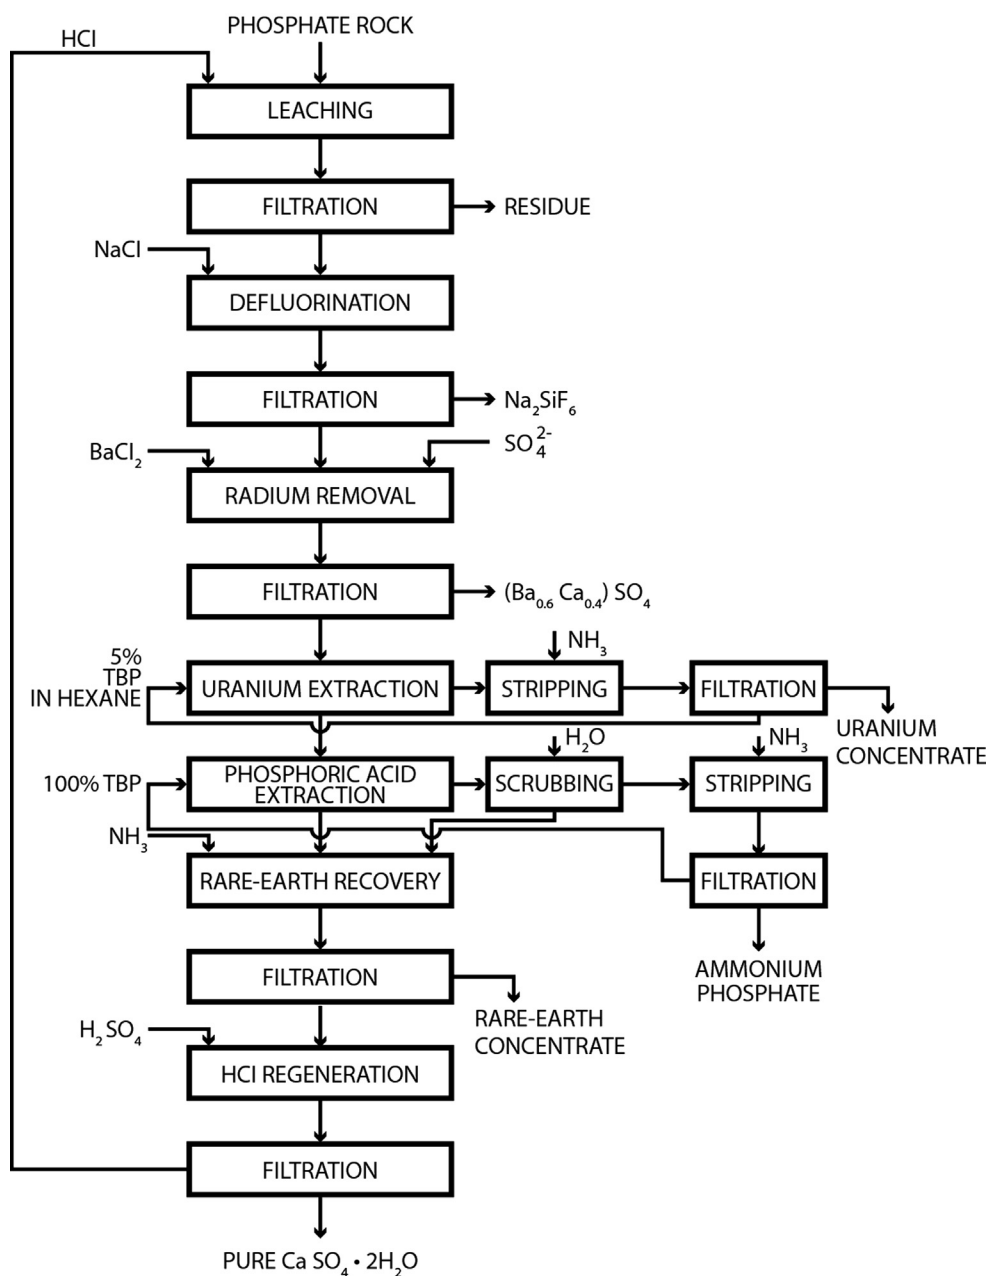 PHOSPHATE ROCK
HCl
LEACHING
FILTRATION
RESIDUE
NaCl
DEFLUORINATION
FILTRATION
Na₂SiF₆
BaCl₂
SO₄²⁻
RADIUM REMOVAL
FILTRATION
(Ba₀.₆ Ca₀.₄) SO₄
5%
TBP
IN HEXANE
URANIUM EXTRACTION
NH₃
STRIPPING
FILTRATION
URANIUM
CONCENTRATE
100% TBP
PHOSPHORIC ACID
EXTRACTION
H₂O
SCRUBBING
NH₃
STRIPPING
NH₃
RARE-EARTH RECOVERY
FILTRATION
AMMONIUM
PHOSPHATE
FILTRATION
RARE-EARTH
CONCENTRATE
H₂SO₄
HCl REGENERATION
FILTRATION
PURE Ca SO₄ • 2H₂O